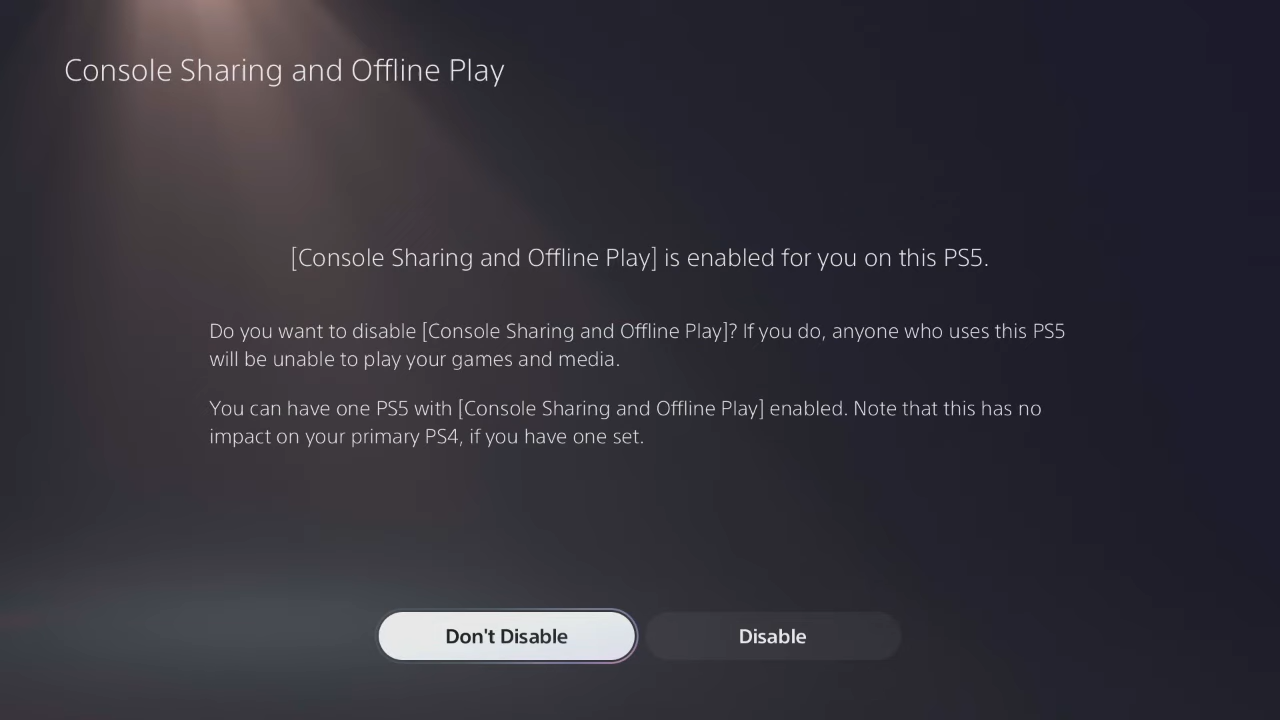 Console Sharing and Offline Play
[Console Sharing and Offline Play] is enabled for you on this PS5.
Do you want to disable [Console Sharing and Offline Play]? If you do, anyone who uses this PS5
will be unable to play your games and media.
You can have one PS5 with [Console Sharing and Offline Play] enabled. Note that this has no
impact on your primary PS4, if you have one set.
Don't Disable
Disable